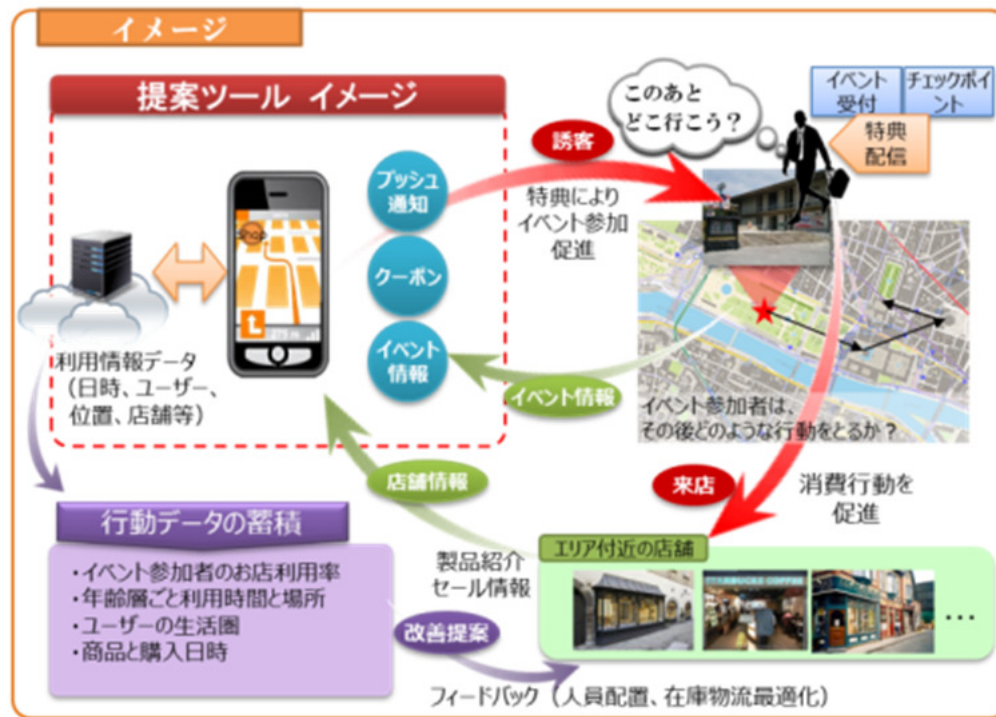 イメージ
提案ツール イメージ
プッシュ
通知
クーポン
イベント
情報
利用情報データ
（日時、ユーザー、
位置、店舗等）
誘客
特典により
イベント参加
促進
このあと
どこ行こう？
イベント
受付
チェックポイ
ント
特典
配信
イベント情報
イベント参加者は、
その後どのような行動をとるか？
店舗情報
来店
消費行動を
促進
行動データの蓄積
・イベント参加者のお店利用率
・年齢層ごと利用時間と場所
・ユーザーの生活圏
・商品と購入日時
製品紹介
セール情報
エリア付近の店舗
STARBUCKS COFFEE
…
改善提案
フィードバック（人員配置、在庫物流最適化）